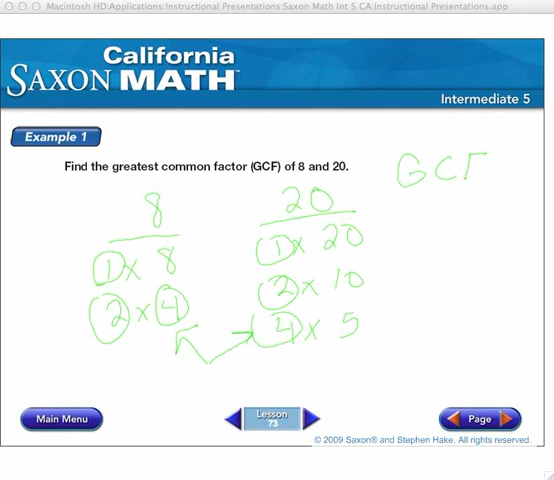 Macintosh HD:Applications:Instructional Presentations:Saxon Math Int 5 CA:Instructional Presentations.app
California
SAXON MATH
Intermediate 5
Example 1
Find the greatest common factor (GCF) of 8 and 20.
GCF
8
1 x 8
2 x 4
20
1 x 20
2 x 10
4 x 5
Main Menu
Lesson
73
Page
© 2009 Saxon® and Stephen Hake. All rights reserved.